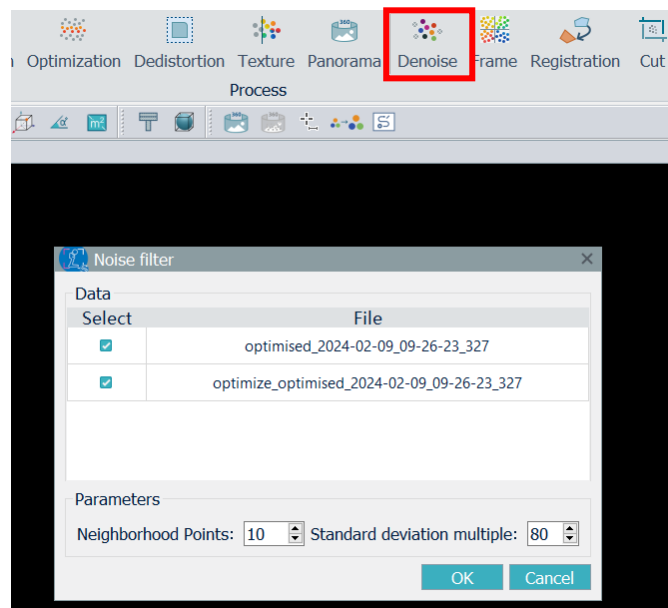 Optimization Dedistortion Texture Panorama Denoise Frame Registration Cut
Process
Noise filter
Data
Select File
optimised_2024-02-09_09-26-23_327
optimize_optimised_2024-02-09_09-26-23_327
Parameters
Neighborhood Points: 10 Standard deviation multiple: 80
OK Cancel